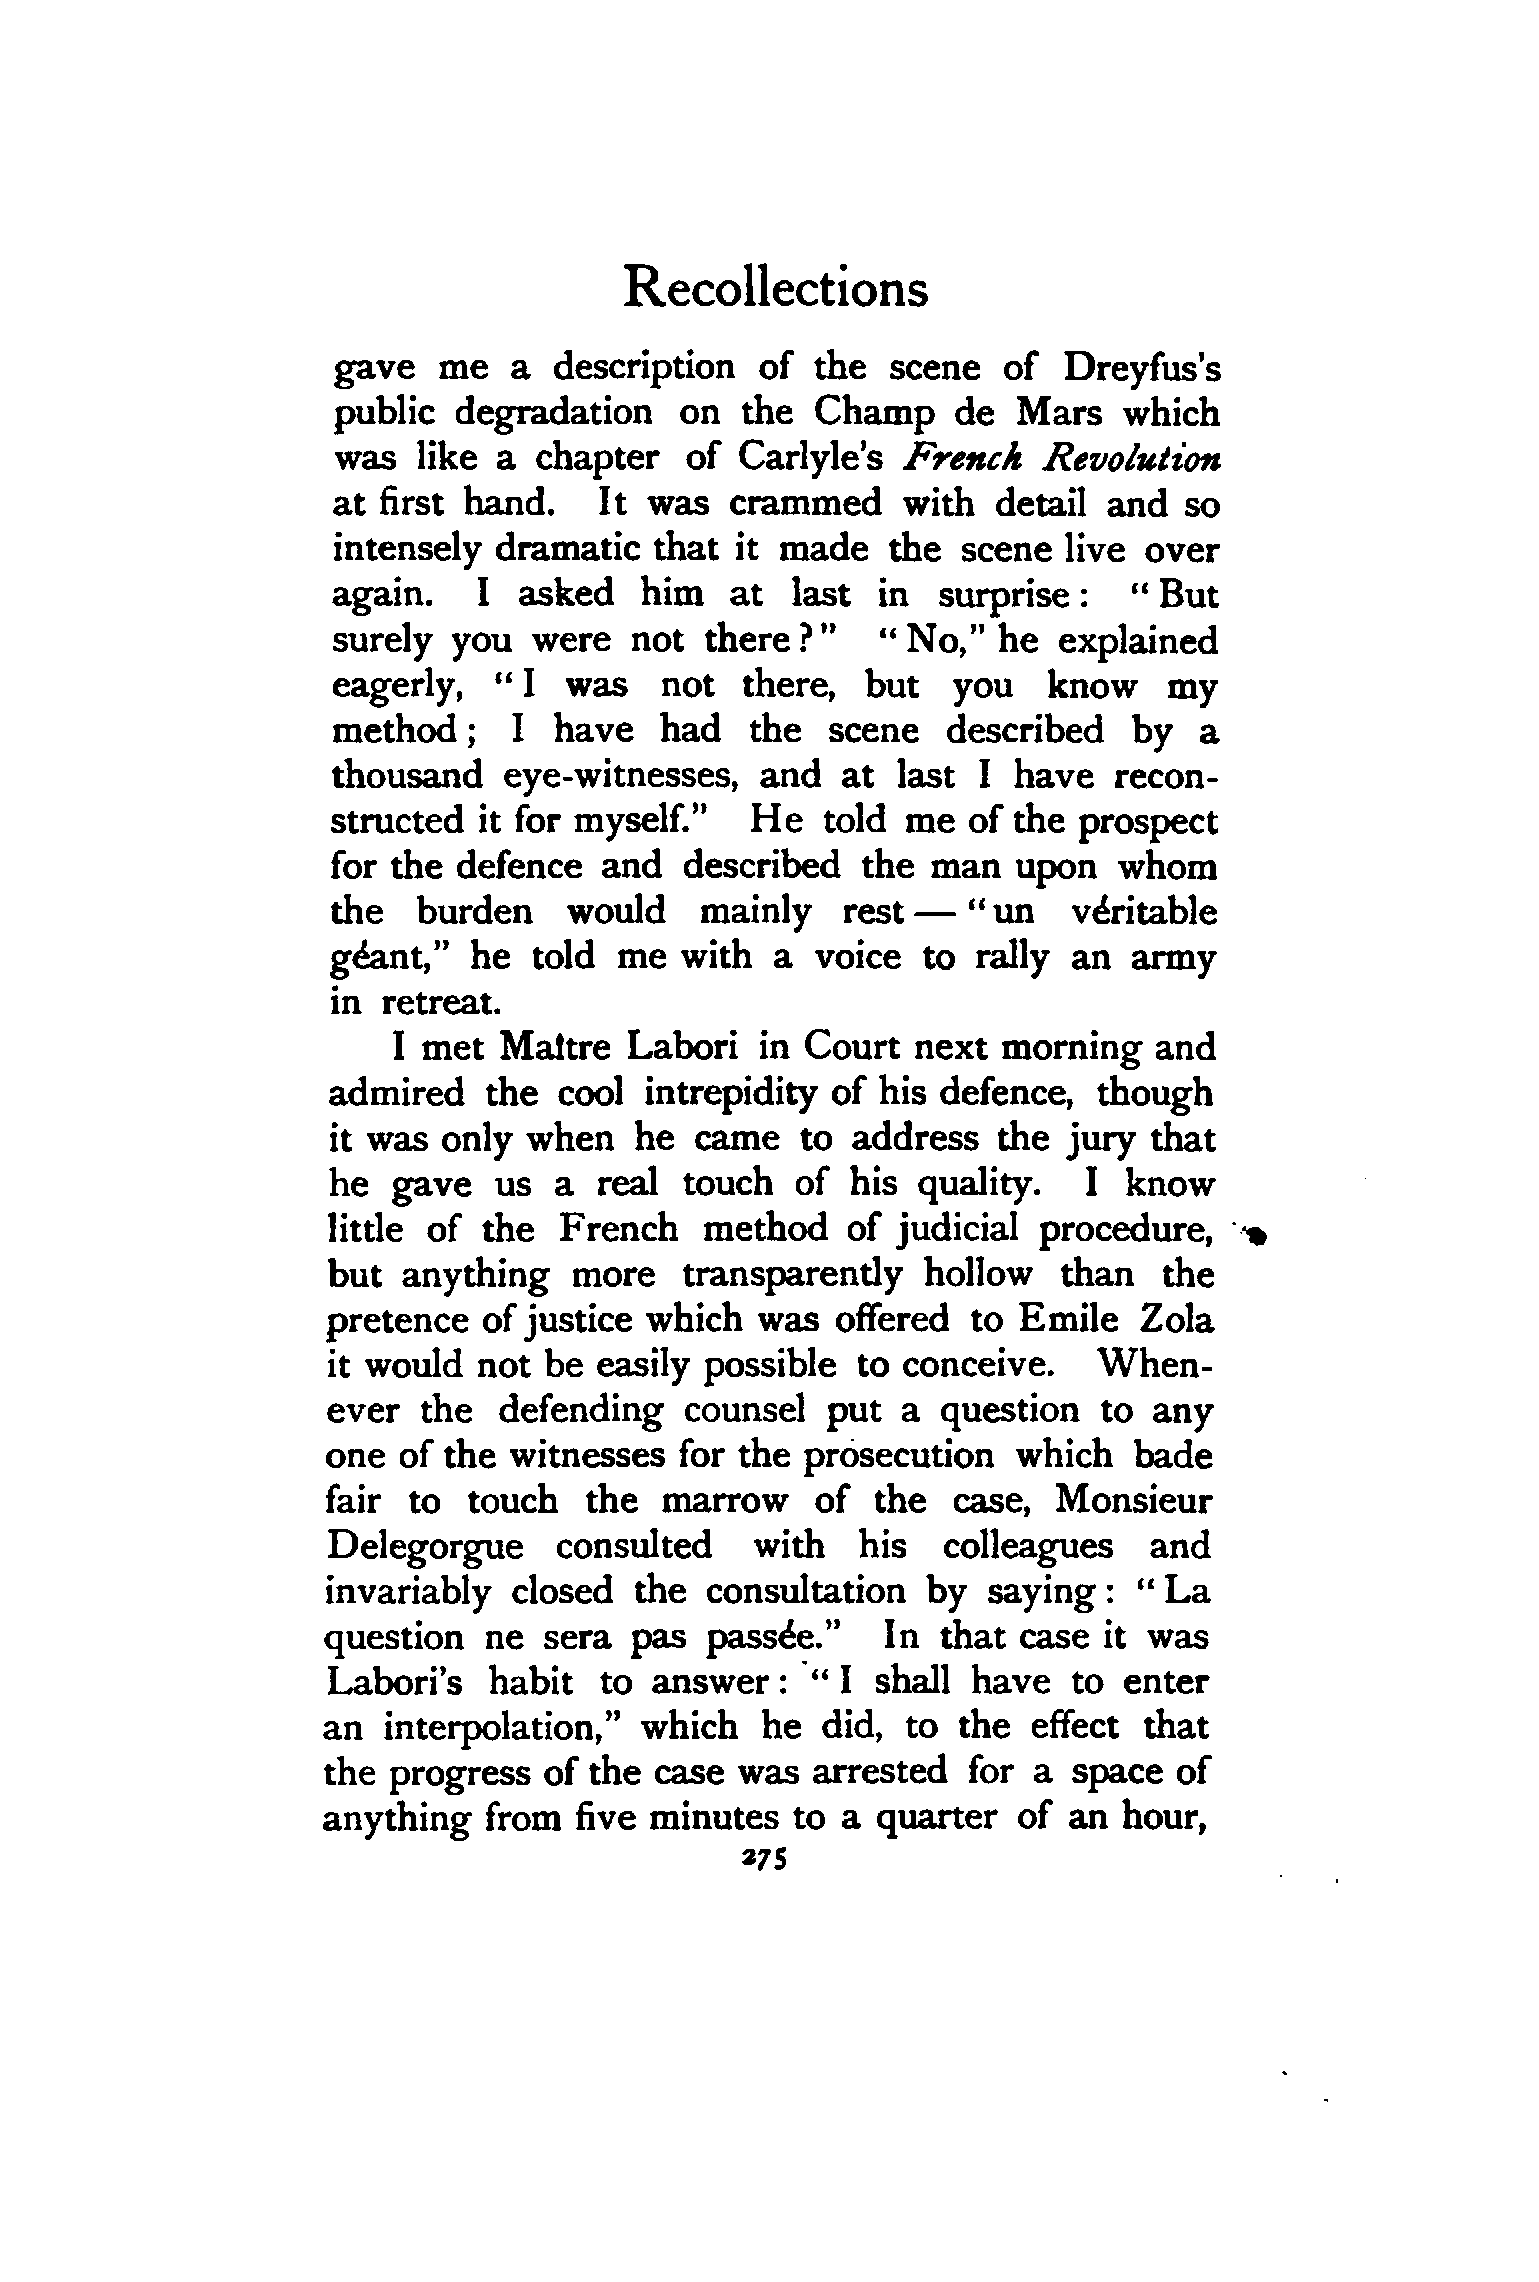 Recollections
gave me a description of the scene of Dreyfus's
public degradation on the Champ de Mars which
was like a chapter of Carlyle's French Revolution
at first hand. It was crammed with detail and so
intensely dramatic that it made the scene live over
again. I asked him at last in surprise: "But
surely you were not there?" "No," he explained
eagerly, "I was not there, but you know my
method; I have had the scene described by a
thousand eye-witnesses, and at last I have recon-
structed it for myself." He told me of the prospect
for the defence and described the man upon whom
the burden would mainly rest — "un véritable
géant," he told me with a voice to rally an army
in retreat.
I met Maître Labori in Court next morning and
admired the cool intrepidity of his defence, though
it was only when he came to address the jury that
he gave us a real touch of his quality. I know
little of the French method of judicial procedure,
but anything more transparently hollow than the
pretence of justice which was offered to Emile Zola
it would not be easily possible to conceive. When-
ever the defending counsel put a question to any
one of the witnesses for the prosecution which bade
fair to touch the marrow of the case, Monsieur
Delegorgue consulted with his colleagues and
invariably closed the consultation by saying: "La
question ne sera pas passée." In that case it was
Labori's habit to answer: "I shall have to enter
an interpolation," which he did, to the effect that
the progress of the case was arrested for a space of
anything from five minutes to a quarter of an hour,
275